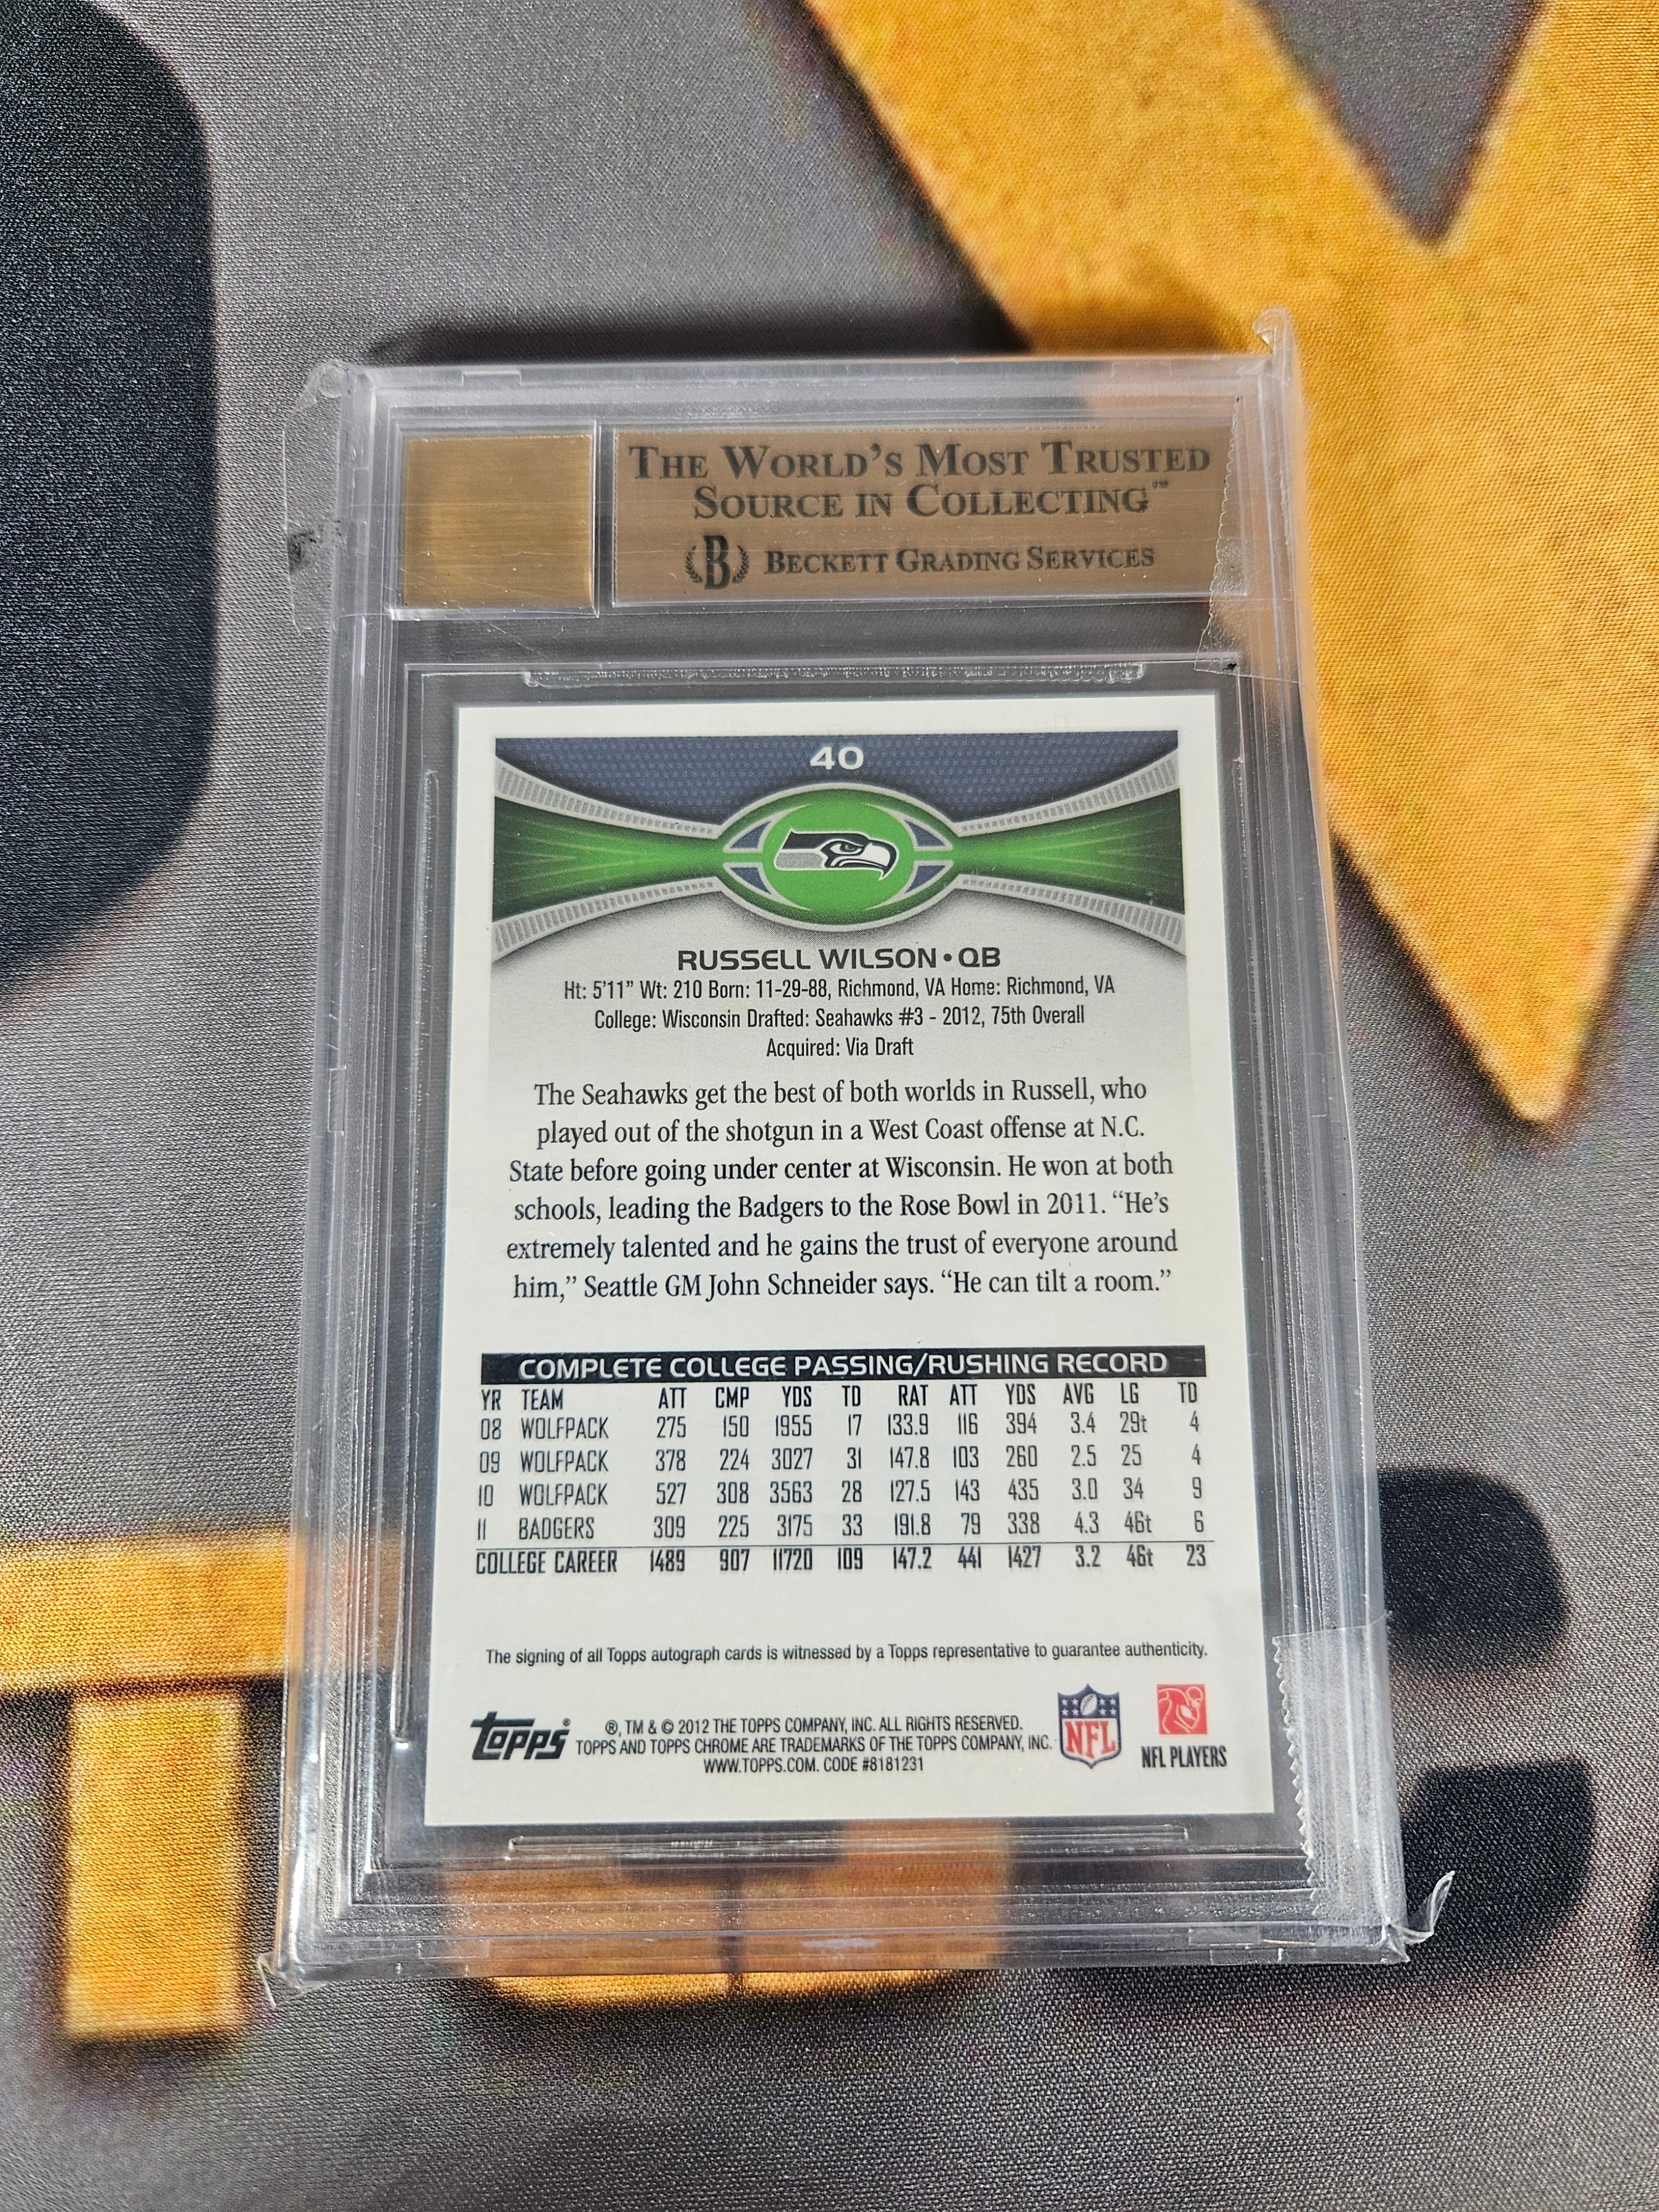 THE WORLD'S MOST TRUSTED
SOURCE IN COLLECTING™
B BECKETT GRADING SERVICES
40
RUSSELL WILSON • QB
Ht: 5'11" Wt: 210 Born: 11-29-88, Richmond, VA Home: Richmond, VA
College: Wisconsin Drafted: Seahawks #3 - 2012, 75th Overall
Acquired: Via Draft
The Seahawks get the best of both worlds in Russell, who
played out of the shotgun in a West Coast offense at N.C.
State before going under center at Wisconsin. He won at both
schools, leading the Badgers to the Rose Bowl in 2011. “He’s
extremely talented and he gains the trust of everyone around
him,” Seattle GM John Schneider says. “He can tilt a room.”
COMPLETE COLLEGE PASSING/RUSHING RECORD
YR TEAM ATT CMP YDS TD RAT ATT YDS AVG LG TD
08 WOLFPACK 275 150 1955 17 133.9 116 394 3.4 29t 4
09 WOLFPACK 378 224 3027 31 147.8 103 260 2.5 25 4
10 WOLFPACK 527 308 3563 28 127.5 143 435 3.0 34 9
11 BADGERS 309 225 3175 33 191.8 79 338 4.3 46t 6
COLLEGE CAREER 1489 907 11720 109 147.2 441 1427 3.2 46t 23
The signing of all Topps autograph cards is witnessed by a Topps representative to guarantee authenticity.
topps®
®, TM & © 2012 THE TOPPS COMPANY, INC. ALL RIGHTS RESERVED.
TOPPS AND TOPPS CHROME ARE TRADEMARKS OF THE TOPPS COMPANY, INC.
WWW.TOPPS.COM. CODE #8181231
NFL
NFL PLAYERS